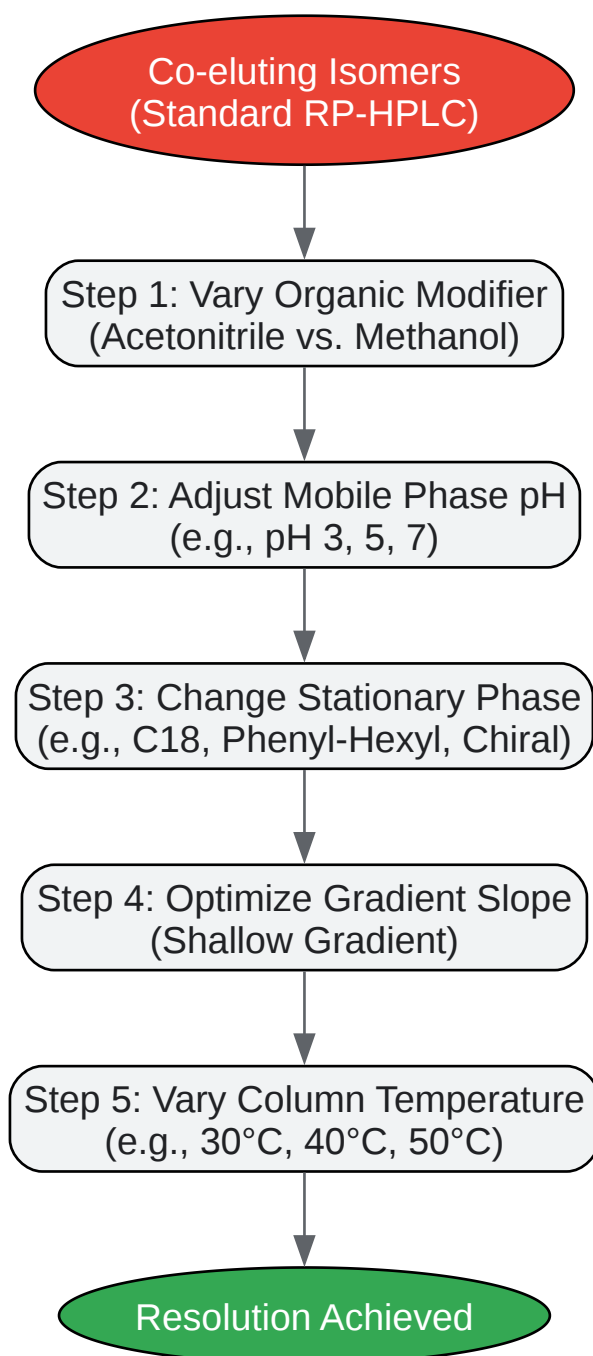 Co-eluting Isomers
(Standard RP-HPLC)
Step 1: Vary Organic Modifier
(Acetonitrile vs. Methanol)
Step 2: Adjust Mobile Phase pH
(e.g., pH 3, 5, 7)
Step 3: Change Stationary Phase
(e.g., C18, Phenyl-Hexyl, Chiral)
Step 4: Optimize Gradient Slope
(Shallow Gradient)
Step 5: Vary Column Temperature
(e.g., 30°C, 40°C, 50°C)
Resolution Achieved